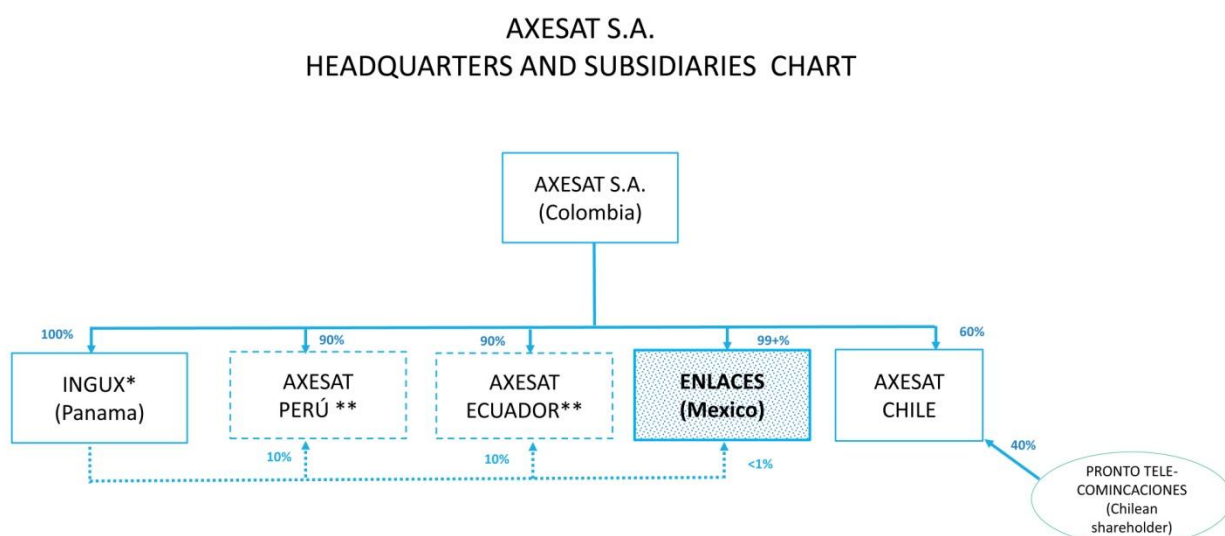 AXESAT S.A.
HEADQUARTERS AND SUBSIDIARIES CHART
AXESAT S.A.
(Colombia)
100%
90%
90%
99+%
60%
INGUX*
(Panama)
AXESAT
PERÚ **
AXESAT
ECUADOR**
ENLACES
(Mexico)
AXESAT
CHILE
10%
10%
<1%
40%
PRONTO TELE-
COMINCACIONES
(Chilean
shareholder)